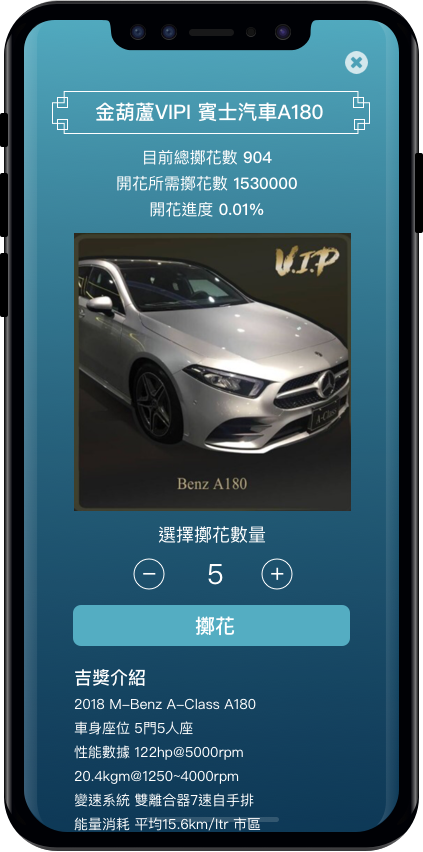 金葫蘆VIPI 賓士汽車A180
目前總擲花數 904
開花所需擲花數 1530000
開花進度 0.01%
V.I.P
A-Class
Benz A180
選擇擲花數量
5
擲花
吉獎介紹
2018 M-Benz A-Class A180
車身座位 5門5人座
性能數據 122hp@5000rpm
20.4kgm@1250~4000rpm
變速系統 雙離合器7速自手排
能量消耗 平均15.6km/ltr 市區